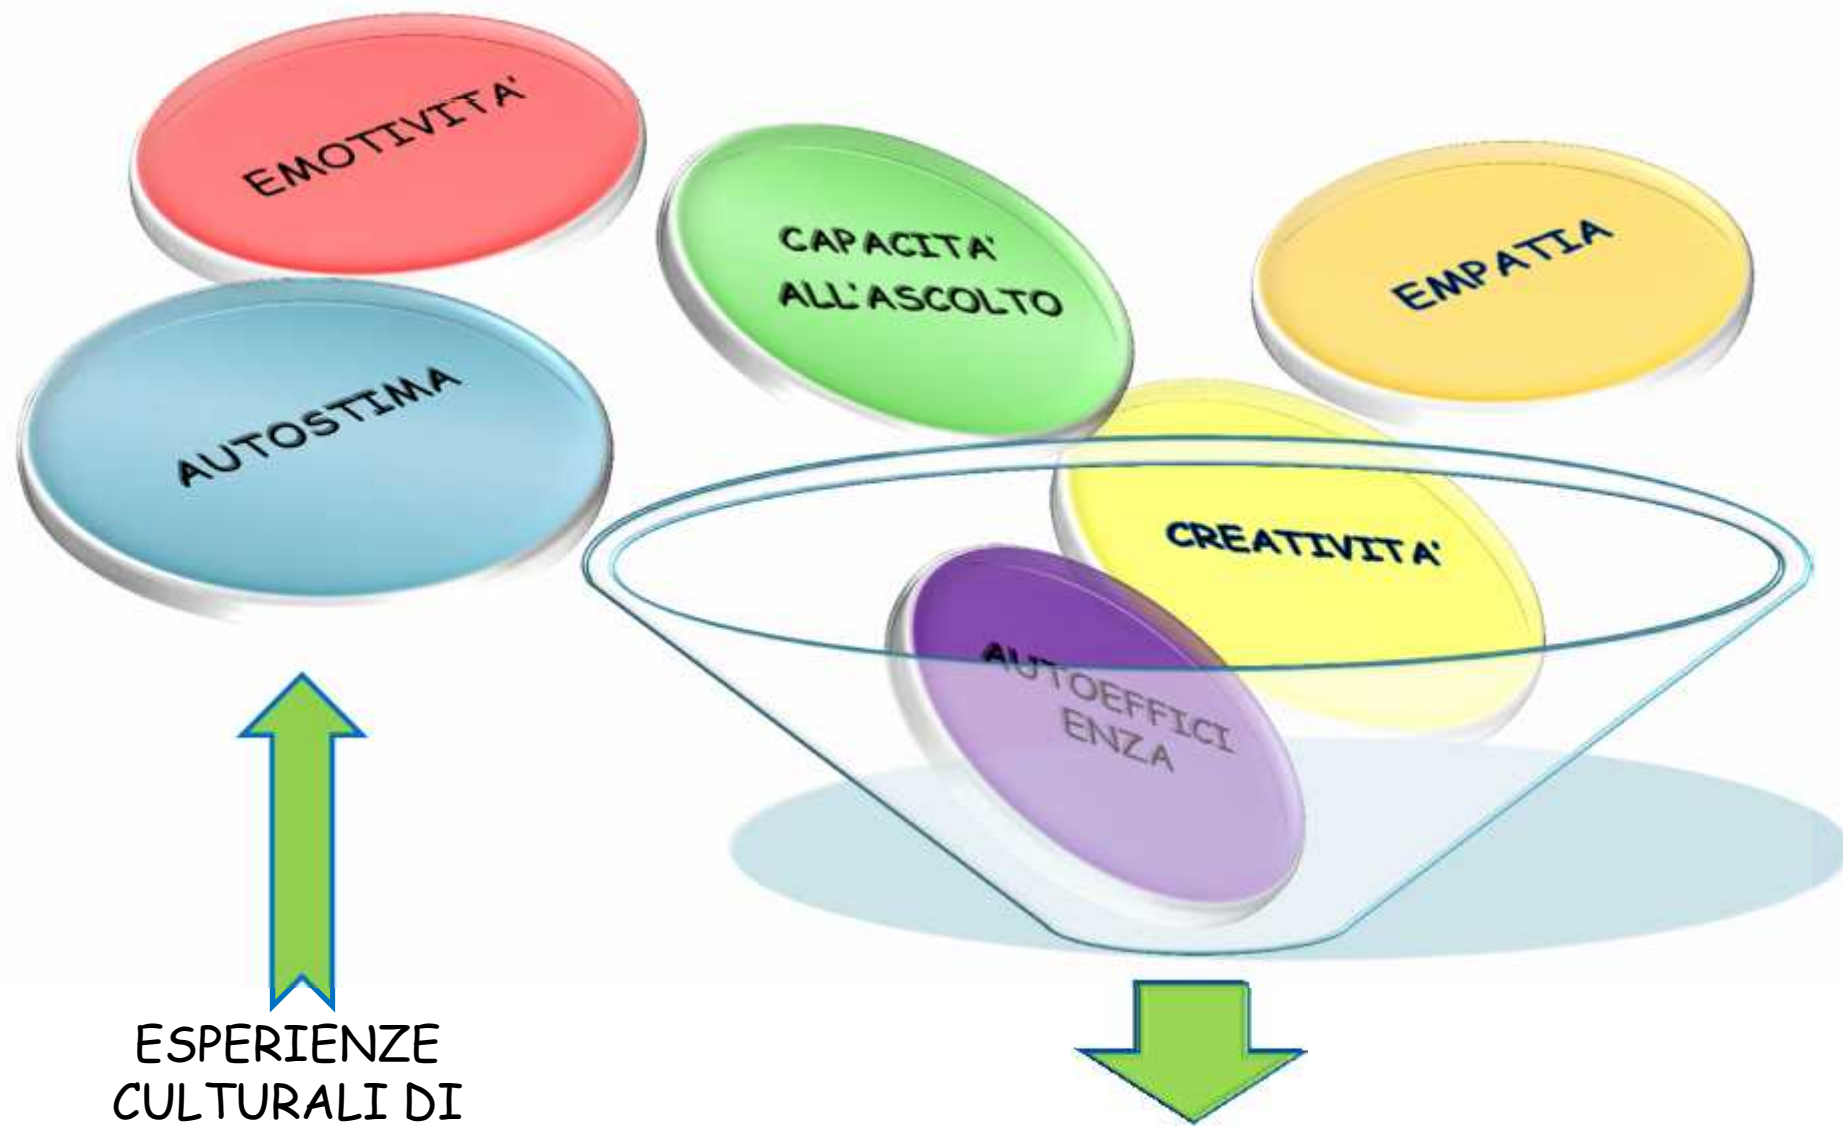 EMOTIVITA'
CAPACITA'
ALL'ASCOLTO
EMPATIA
AUTOSTIMA
CREATIVITA'
AUTOEFFICI
ENZA
ESPERIENZE
CULTURALI DI